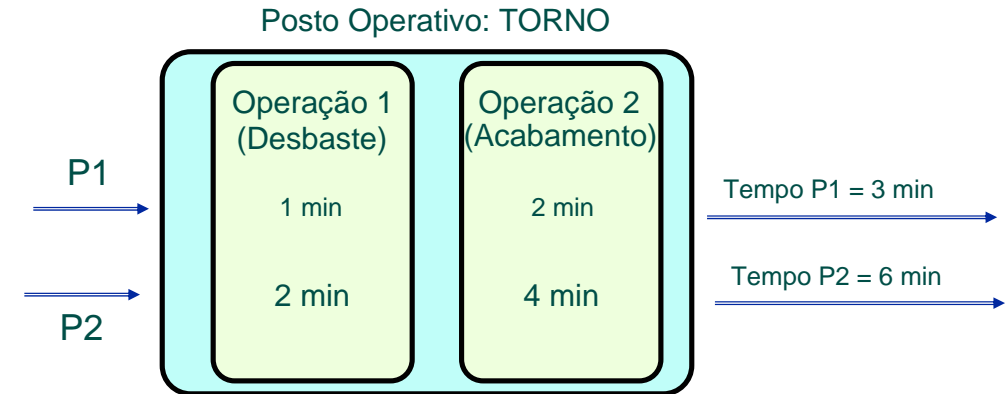 Posto Operativo: TORNO
Operação 1
(Desbaste)
Operação 2
(Acabamento)
P1
1 min
2 min
Tempo P1 = 3 min
2 min
4 min
Tempo P2 = 6 min
P2